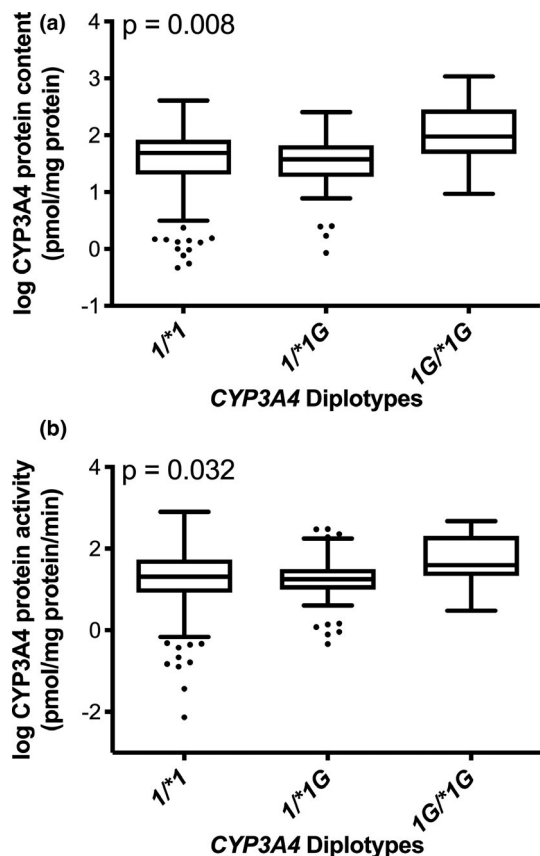 (a)
p = 0.008
log CYP3A4 protein content
(pmol/mg protein)
4
3
2
1
0
-1
1/*1
1/*1G
1G/*1G
CYP3A4 Diplotypes
(b)
p = 0.032
log CYP3A4 protein activity
(pmol/mg protein/min)
4
2
0
-2
1/*1
1/*1G
1G/*1G
CYP3A4 Diplotypes